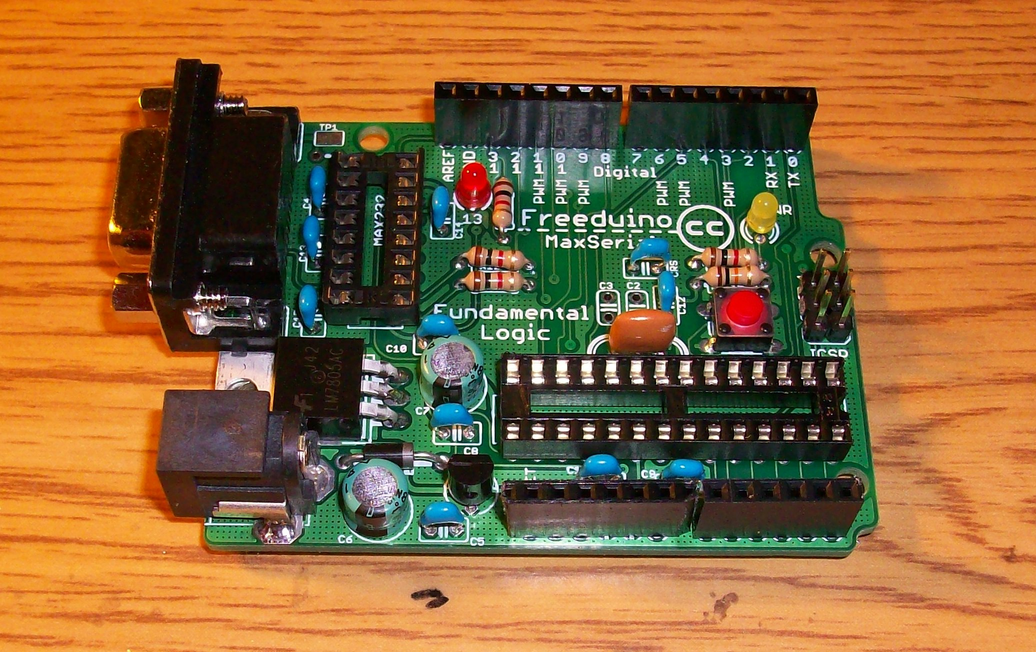 TP1
AREF
GND
13
12
11
10
9
8
7
6
5
4
3
2
1
0
PWM
PWM
PWM
PWM
PWM
PWM
RX
TX
Digital
MAX232
L_13
Freeduino
MaxSerial
cc
PWR
C3
C2
C12
Fundamental
Logic
ICSP
C10
LM7805AC
C7
C8
C9
C6
C5